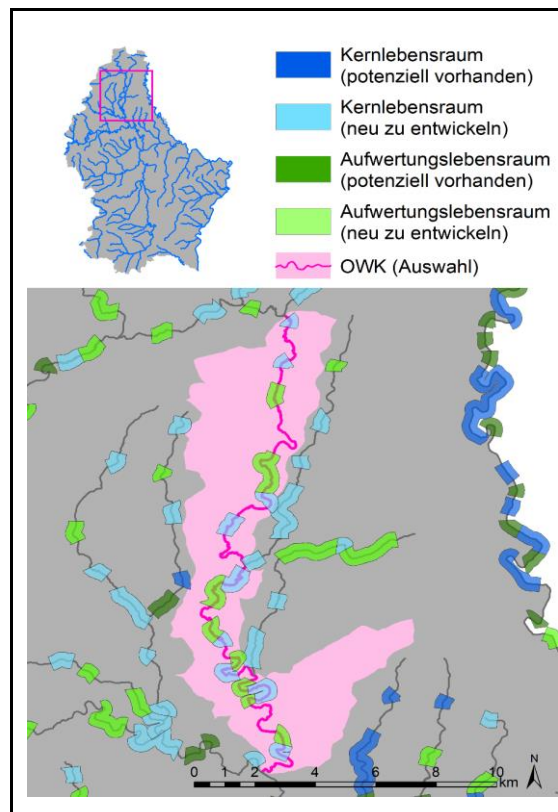 Kernlebensraum
(potenziell vorhanden)
Kernlebensraum
(neu zu entwickeln)
Aufwertungslebensraum
(potenziell vorhanden)
Aufwertungslebensraum
(neu zu entwickeln)
OWK (Auswahl)
0 1 2 4 6 8 10
km
N